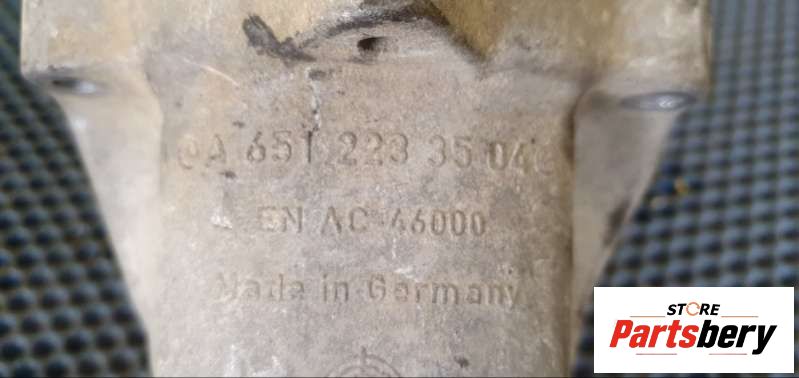 A 651 223 35 04
EN AC-46000
Made in Germany
STORE
Partsbery